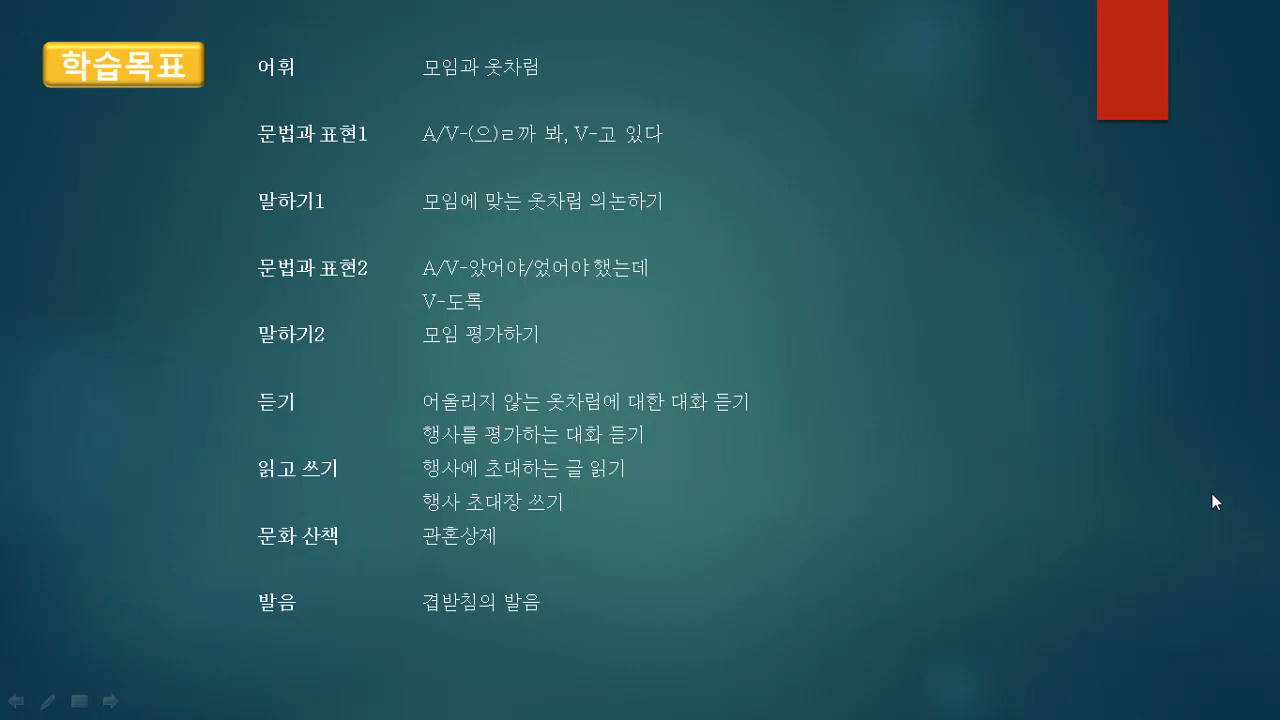 학습목표
어휘 모임과 옷차림
문법과 표현1 A/V-(으)ㄹ까 봐, V-고 있다
말하기1 모임에 맞는 옷차림 의논하기
문법과 표현2 A/V-았어야/었어야 했는데
V-도록
말하기2 모임 평가하기
듣기 어울리지 않는 옷차림에 대한 대화 듣기
행사를 평가하는 대화 듣기
읽고 쓰기 행사에 초대하는 글 읽기
행사 초대장 쓰기
문화 산책 관혼상제
발음 겹받침의 발음